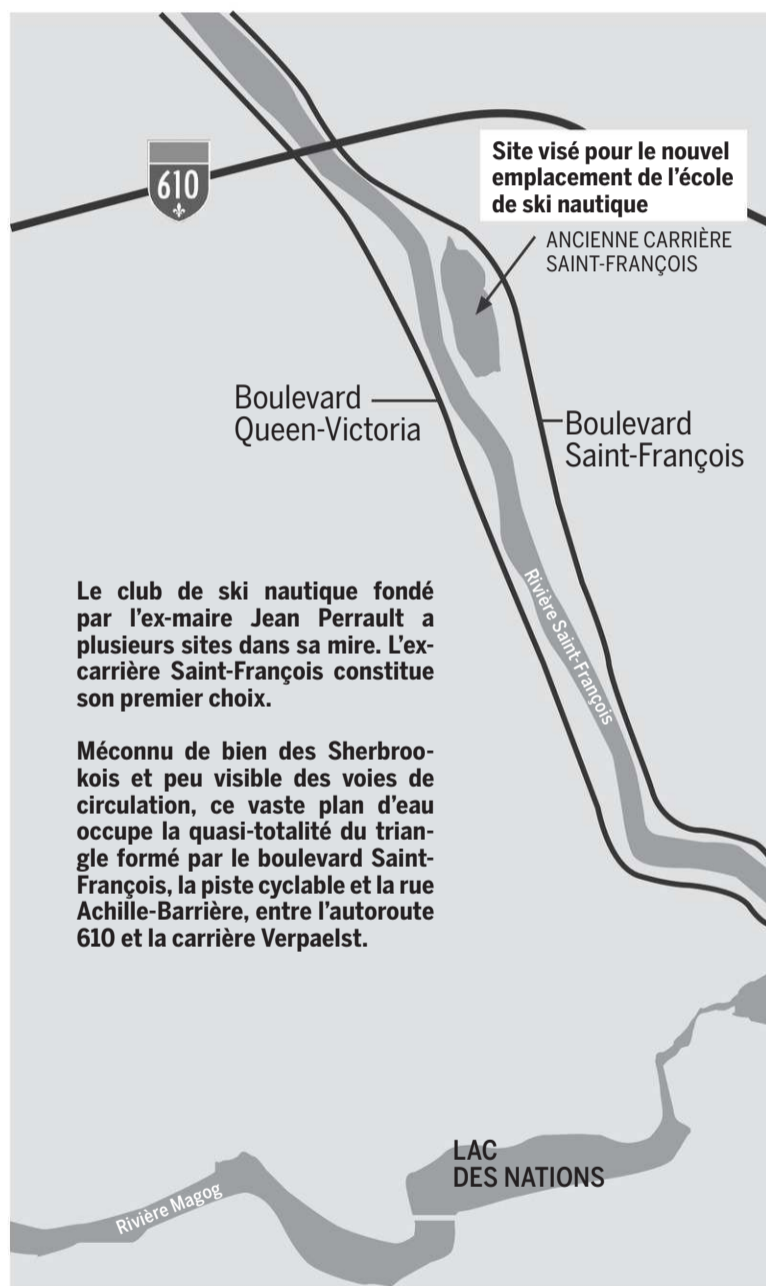 610
Site visé pour le nouvel
emplacement de l'école
de ski nautique
ANCIENNE CARRIÈRE
SAINT-FRANÇOIS
Boulevard
Queen-Victoria
Boulevard
Saint-François
Rivière Saint-François
Le club de ski nautique fondé
par l'ex-maire Jean Perrault a
plusieurs sites dans sa mire. L'ex-
carrière Saint-François constitue
son premier choix.
Méconnu de bien des Sherbroo-
kois et peu visible des voies de
circulation, ce vaste plan d'eau
occupe la quasi-totalité du trian-
gle formé par le boulevard Saint-
François, la piste cyclable et la rue
Achille-Barrière, entre l'autoroute
610 et la carrière Verpaelst.
LAC
DES NATIONS
Rivière Magog